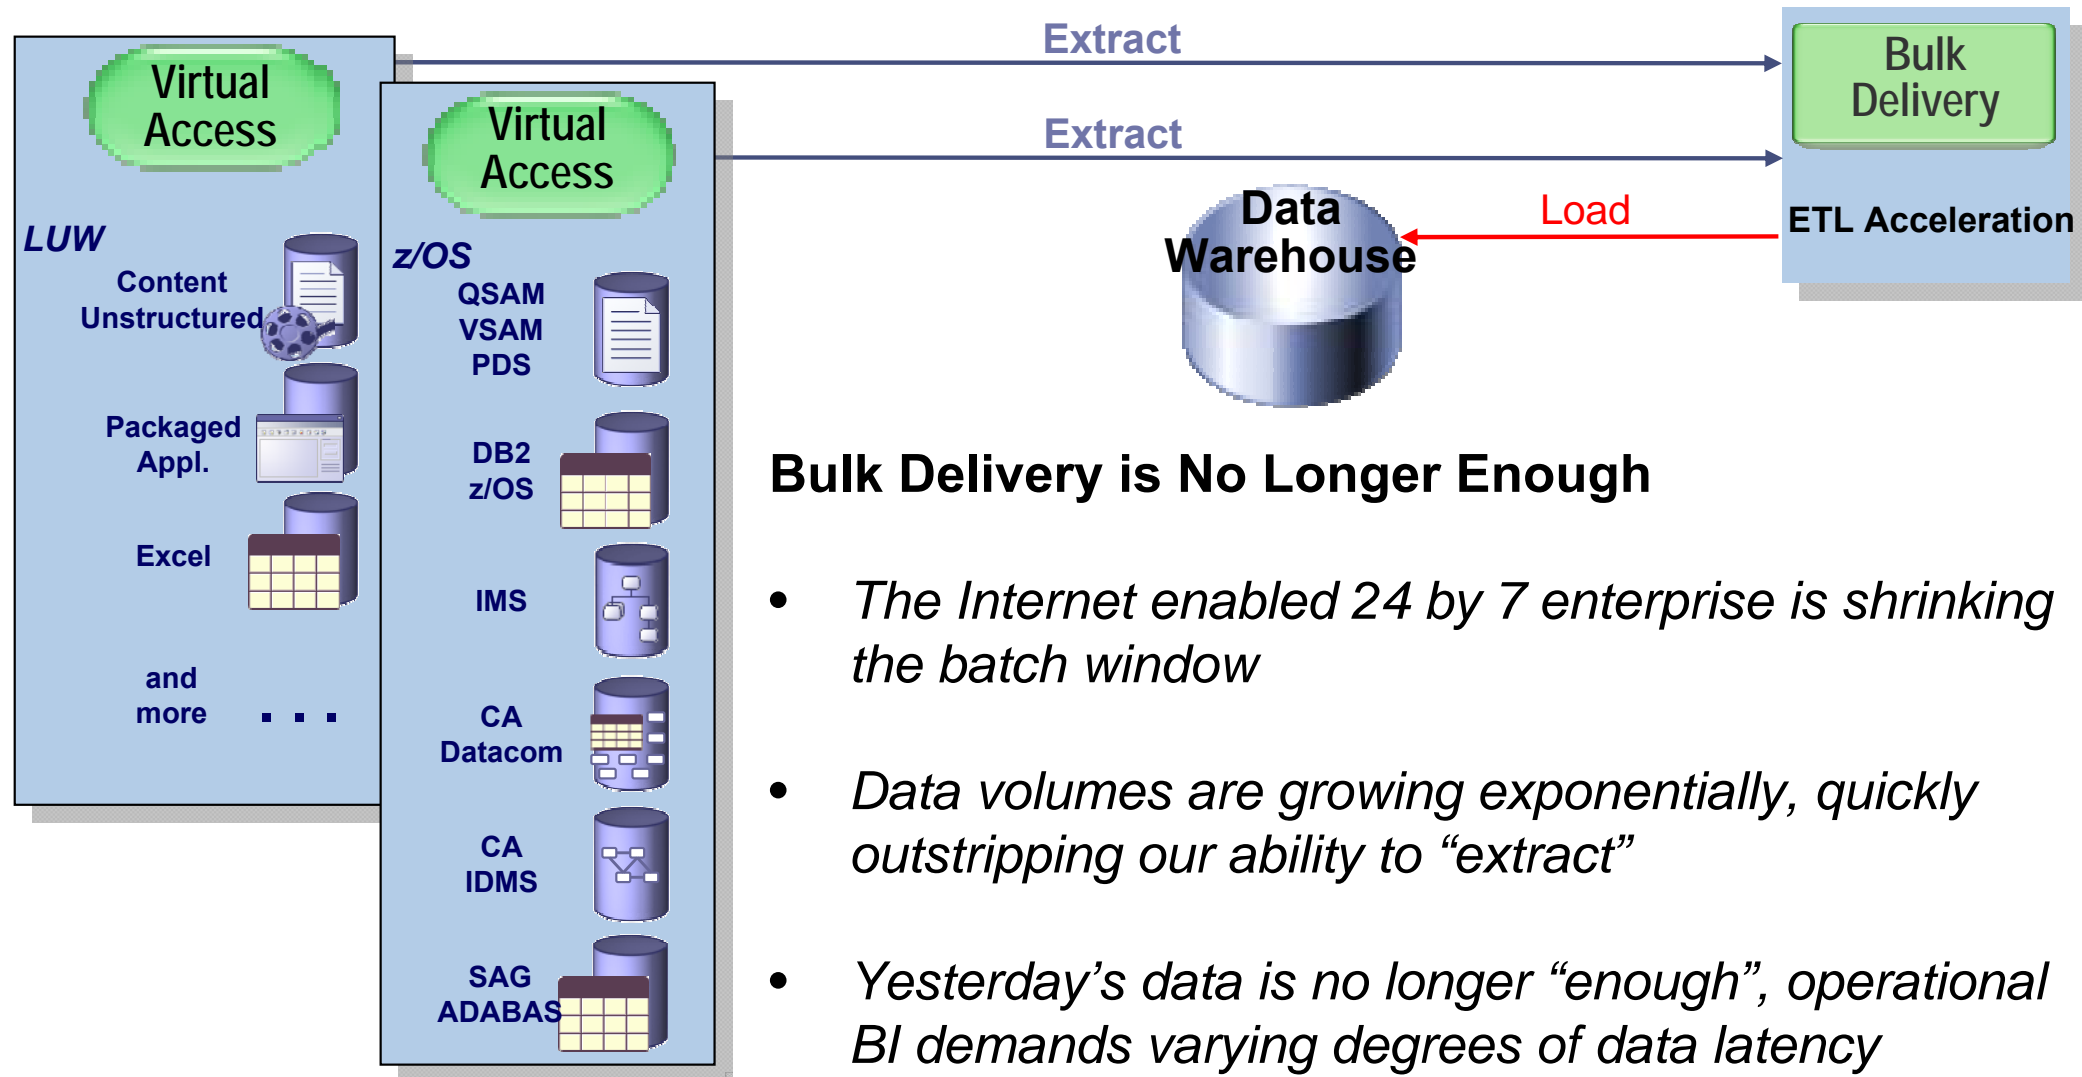 Virtual
Access
LUW
Content
Unstructured
Packaged
Appl.
Excel
and
more . . .
Virtual
Access
z/OS
QSAM
VSAM
PDS
DB2
z/OS
IMS
CA
Datacom
CA
IDMS
SAG
ADABAS
Extract
Extract
Bulk
Delivery
ETL Acceleration
Load
Data
Warehouse
Bulk Delivery is No Longer Enough
• The Internet enabled 24 by 7 enterprise is shrinking
the batch window
• Data volumes are growing exponentially, quickly
outstripping our ability to “extract”
• Yesterday’s data is no longer “enough”, operational
BI demands varying degrees of data latency